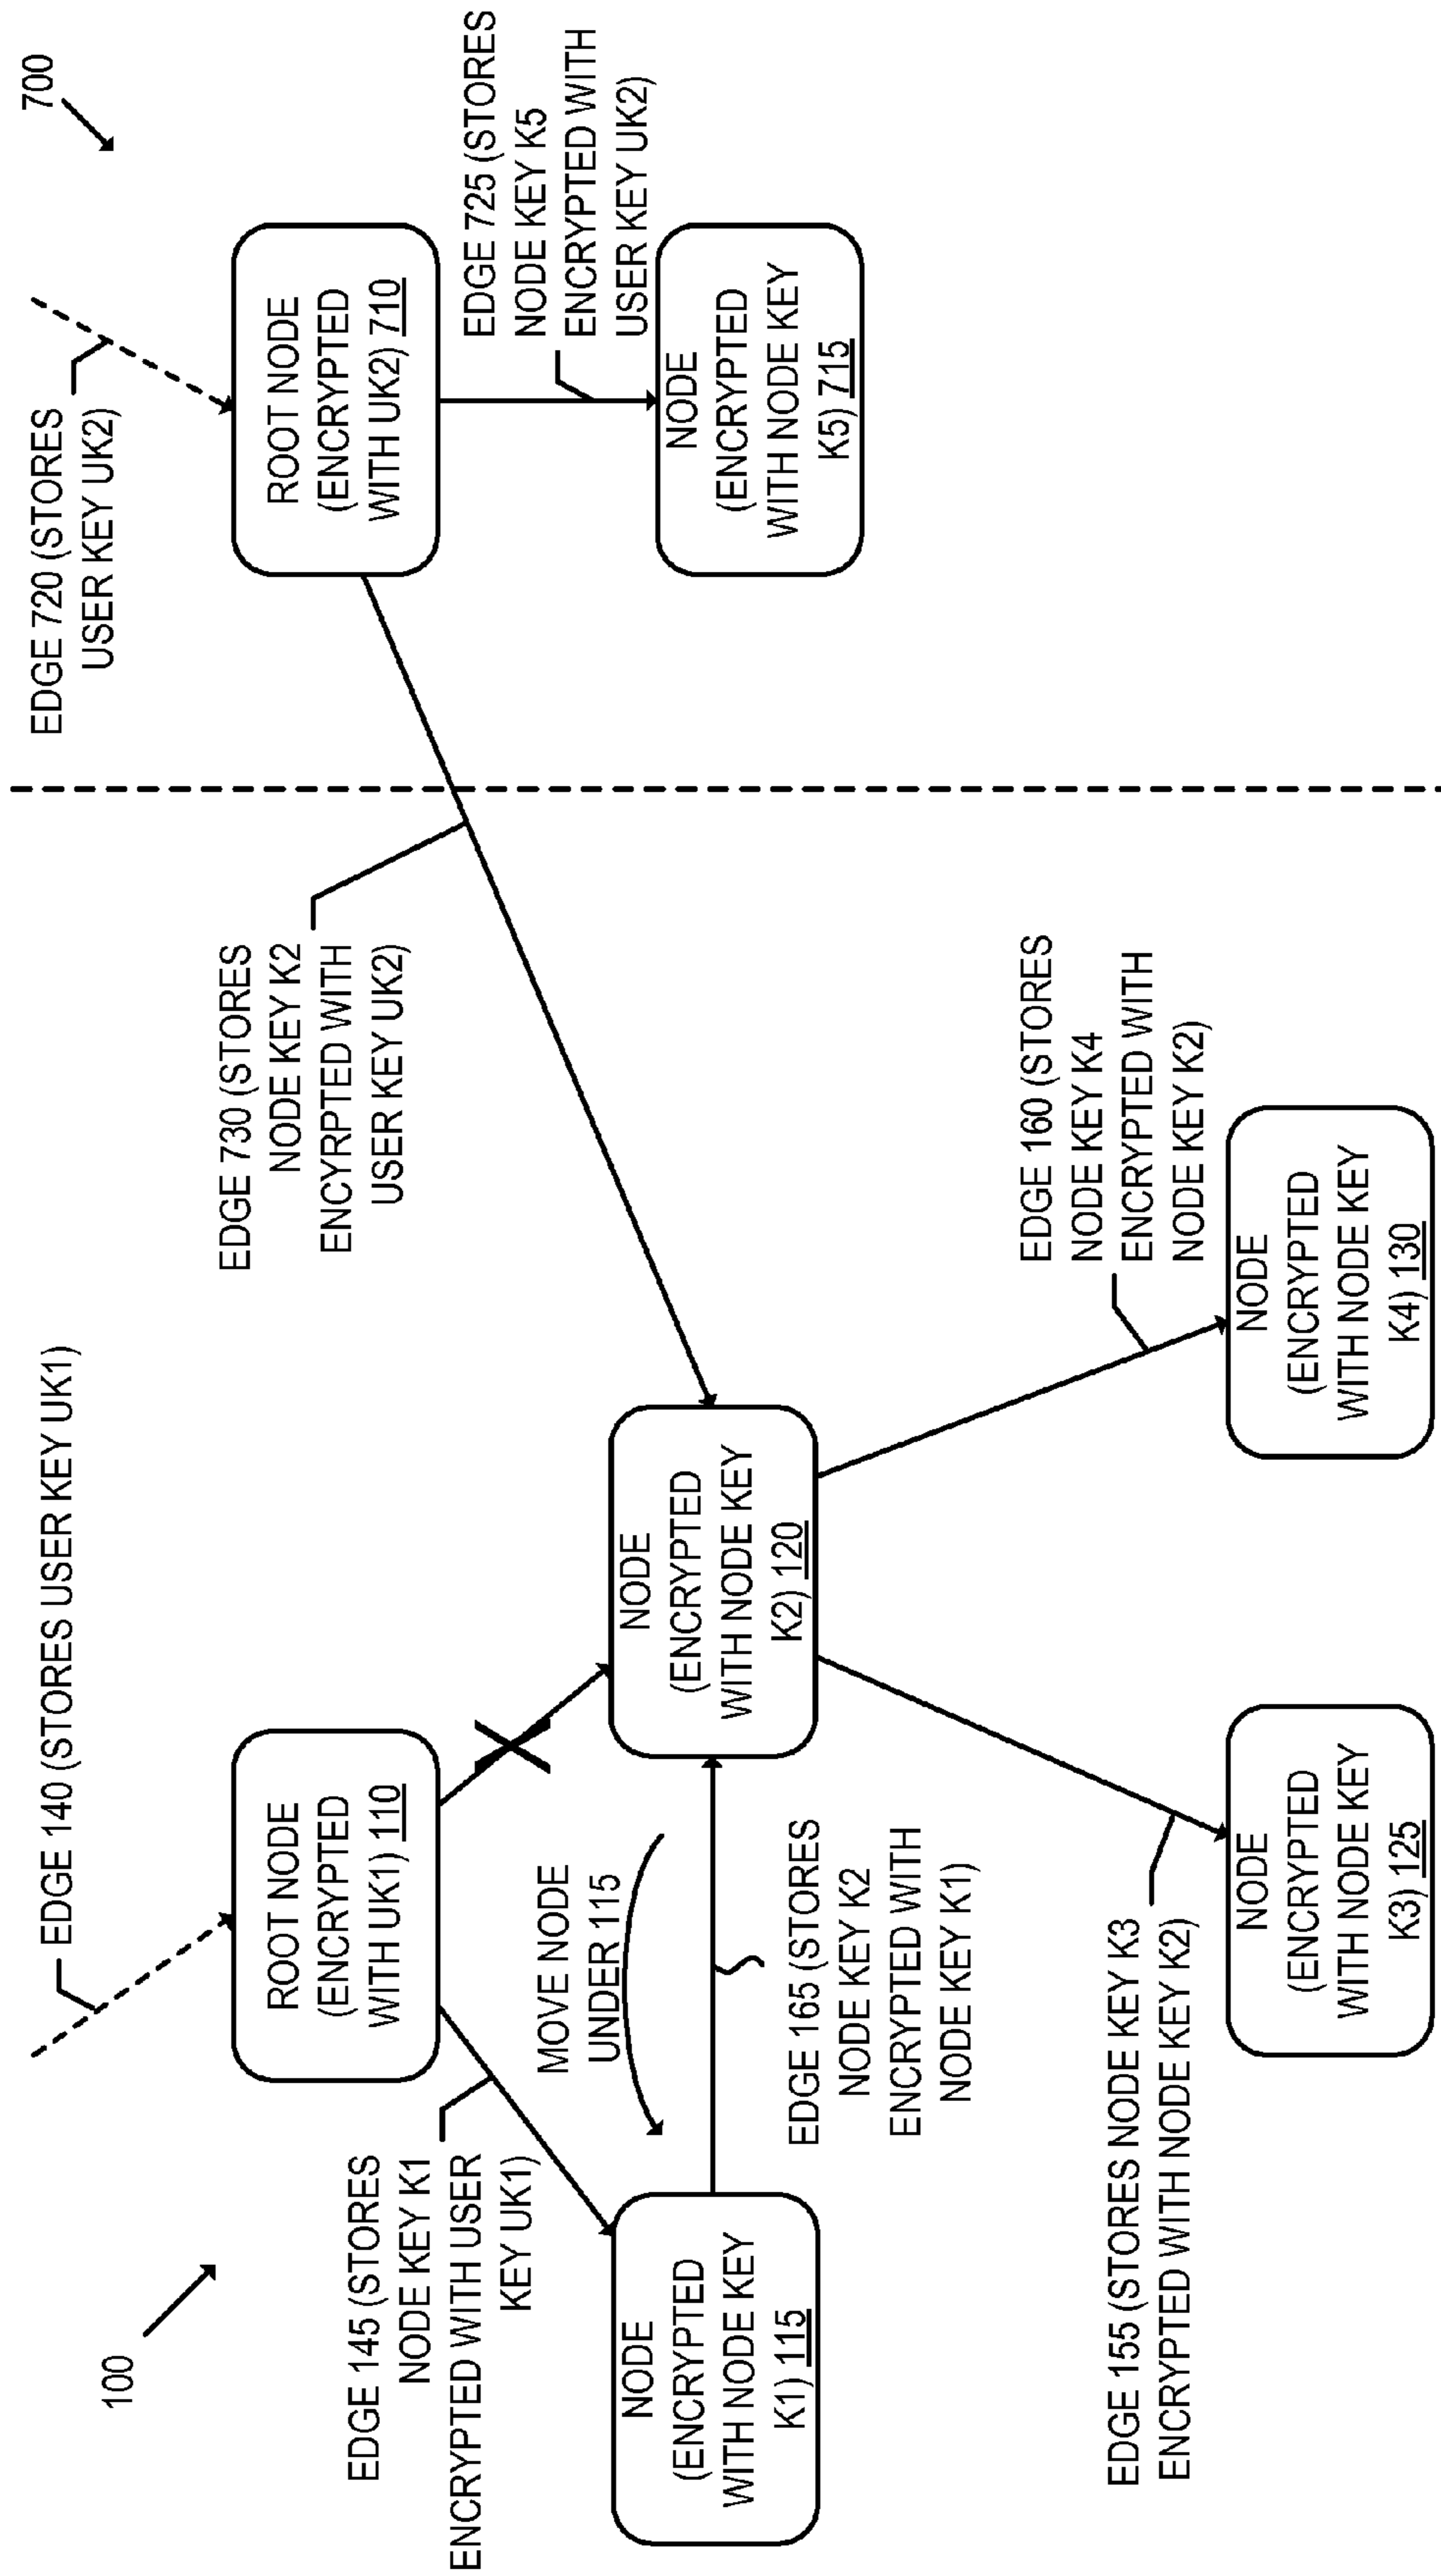 100
700
EDGE 140 (STORES USER KEY UK1)
EDGE 720 (STORES
USER KEY UK2)
ROOT NODE
(ENCRYPTED
WITH UK1) 110
ROOT NODE
(ENCRYPTED
WITH UK2) 710
EDGE 145 (STORES
NODE KEY K1
ENCRYPTED WITH USER
KEY UK1)
EDGE 730 (STORES
NODE KEY K2
ENCYRPTED WITH
USER KEY UK2)
EDGE 725 (STORES
NODE KEY K5
ENCRYPTED WITH
USER KEY UK2)
MOVE NODE
UNDER 115
NODE
(ENCRYPTED
WITH NODE KEY
K1) 115
NODE
(ENCRYPTED
WITH NODE KEY
K2) 120
NODE
(ENCRYPTED
WITH NODE KEY
K5) 715
EDGE 165 (STORES
NODE KEY K2
ENCRYPTED WITH
NODE KEY K1)
EDGE 155 (STORES NODE KEY K3
ENCRYPTED WITH NODE KEY K2)
EDGE 160 (STORES
NODE KEY K4
ENCRYPTED WITH
NODE KEY K2)
NODE
(ENCRYPTED
WITH NODE KEY
K3) 125
NODE
(ENCRYPTED
WITH NODE KEY
K4) 130